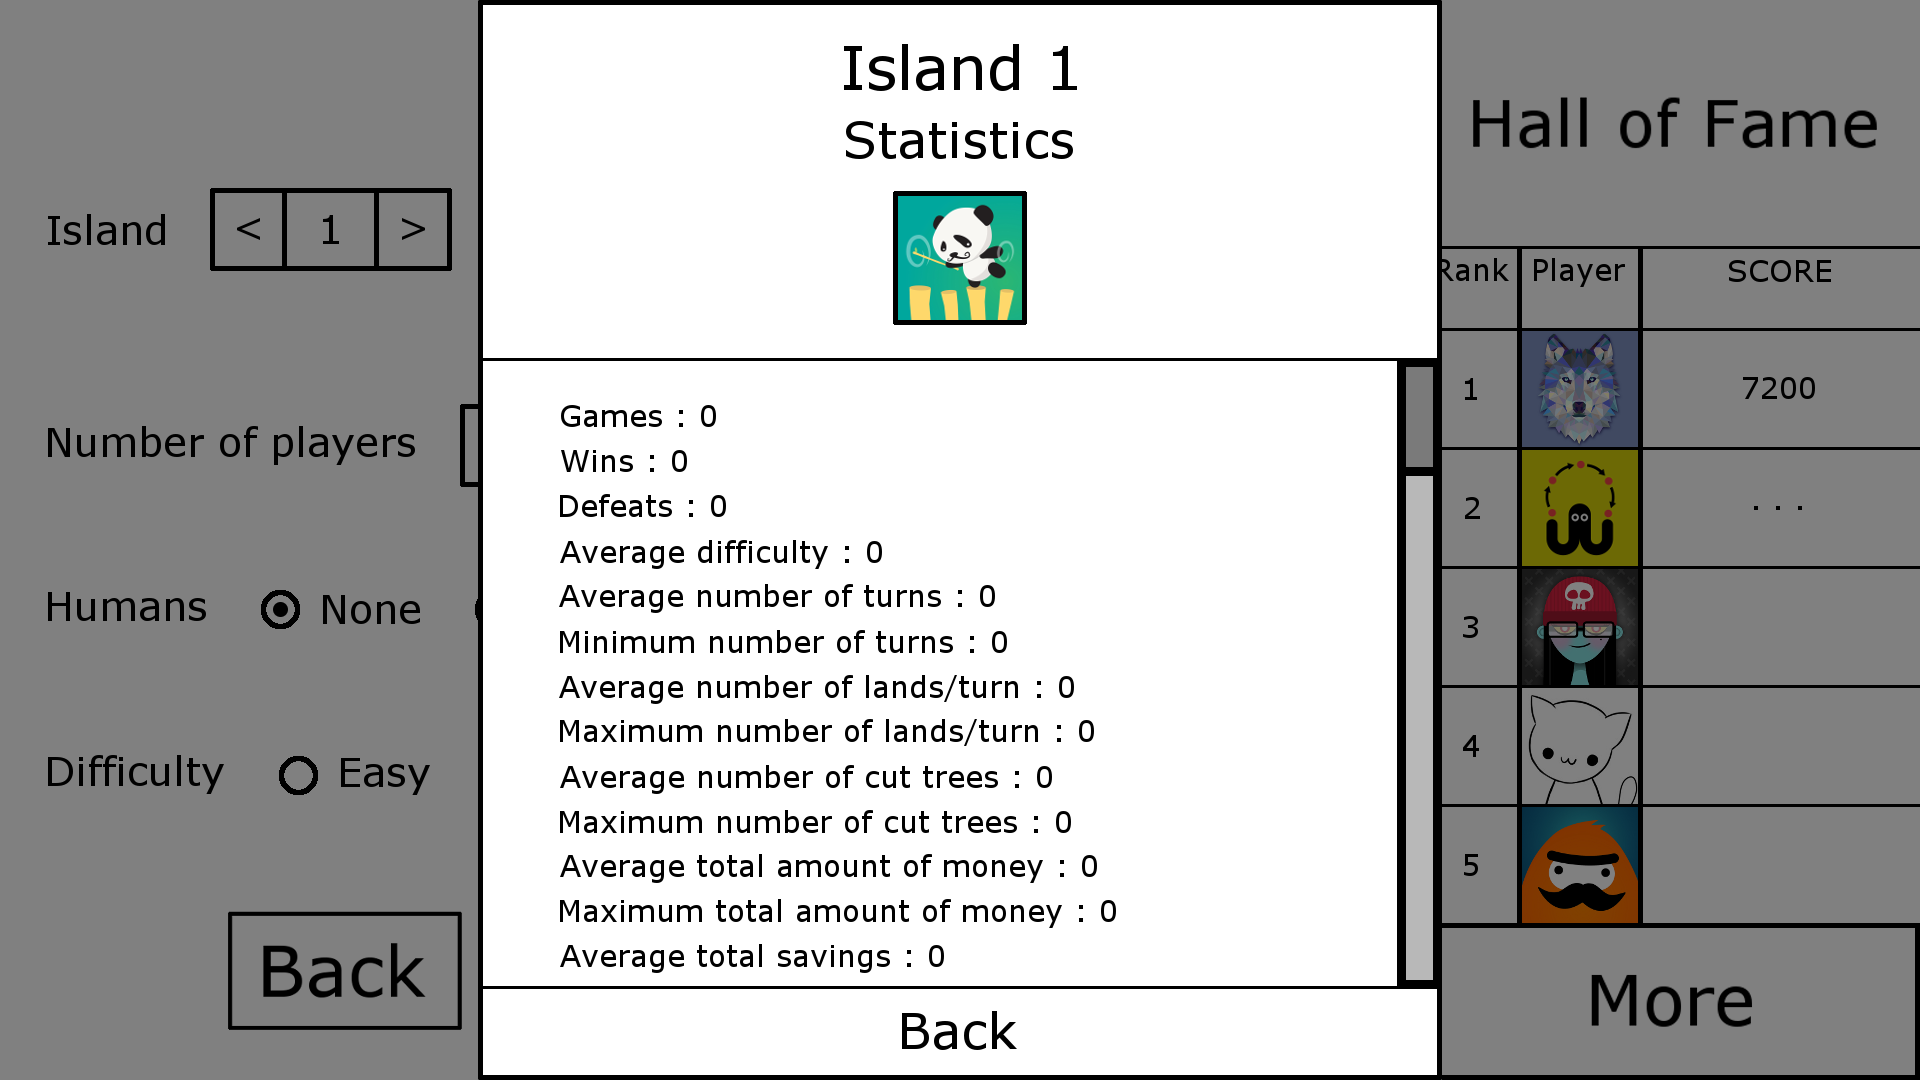 Island 1
Statistics
Games : 0
Wins : 0
Defeats : 0
Average difficulty : 0
Average number of turns : 0
Minimum number of turns : 0
Average number of lands/turn : 0
Maximum number of lands/turn : 0
Average number of cut trees : 0
Maximum number of cut trees : 0
Average total amount of money : 0
Maximum total amount of money : 0
Average total savings : 0
Back
Island < 1 >
Number of players
Humans None
Difficulty Easy
Back
Hall of Fame
Rank Player SCORE
1 7200
2 . . .
3
4
5
More